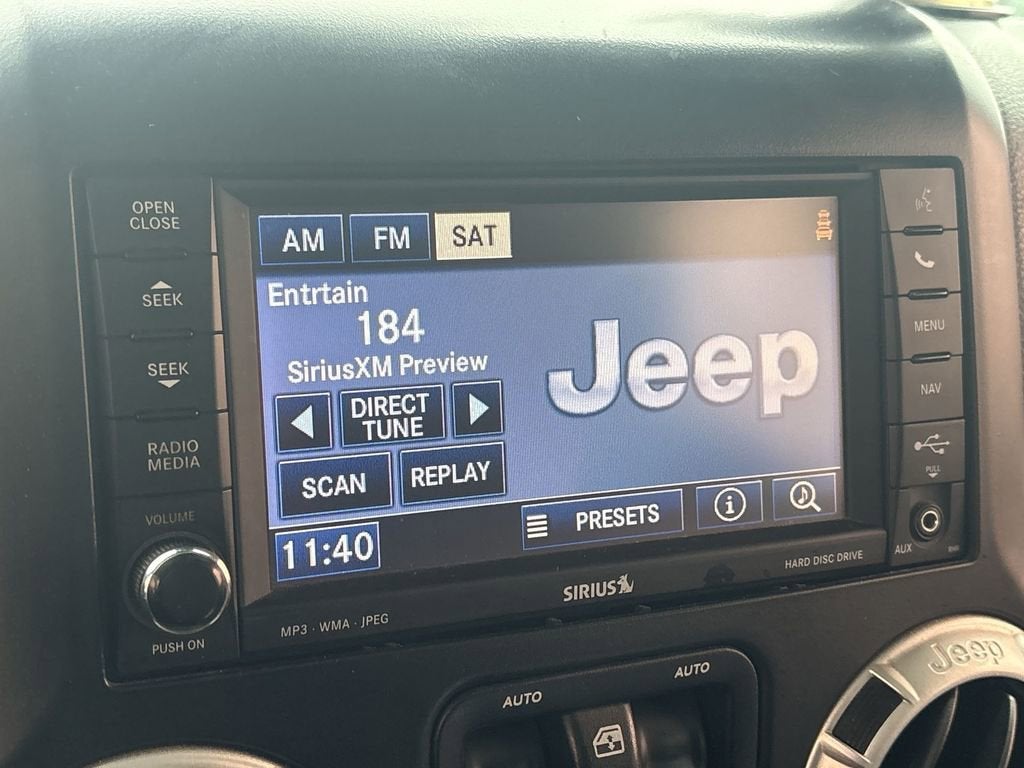 OPEN
CLOSE
SEEK
SEEK
RADIO
MEDIA
VOLUME
PUSH ON
AM
FM
SAT
Entrtain
184
SiriusXM Preview
DIRECT
TUNE
SCAN
REPLAY
11:40
PRESETS
Jeep
MENU
NAV
PULL
AUX
MP3 · WMA · JPEG
SIRIUS
HARD DISC DRIVE
AUTO
AUTO
Jeep